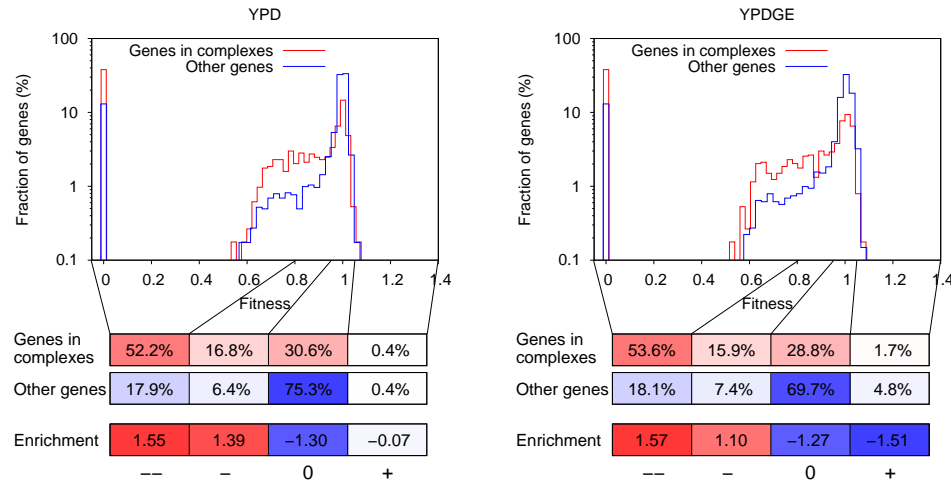 YPD
100
10
1
0.1
Fraction of genes (%)
Genes in complexes
Other genes
0 0.2 0.4 0.6 0.8 1 1.2 1.4
Fitness
Genes in complexes 52.2% 16.8% 30.6% 0.4%
Other genes 17.9% 6.4% 75.3% 0.4%
Enrichment 1.55 1.39 −1.30 −0.07
−− − 0 +
YPDGE
100
10
1
0.1
Fraction of genes (%)
Genes in complexes
Other genes
0 0.2 0.4 0.6 0.8 1 1.2 1.4
Fitness
Genes in complexes 53.6% 15.9% 28.8% 1.7%
Other genes 18.1% 7.4% 69.7% 4.8%
Enrichment 1.57 1.10 −1.27 −1.51
−− − 0 +